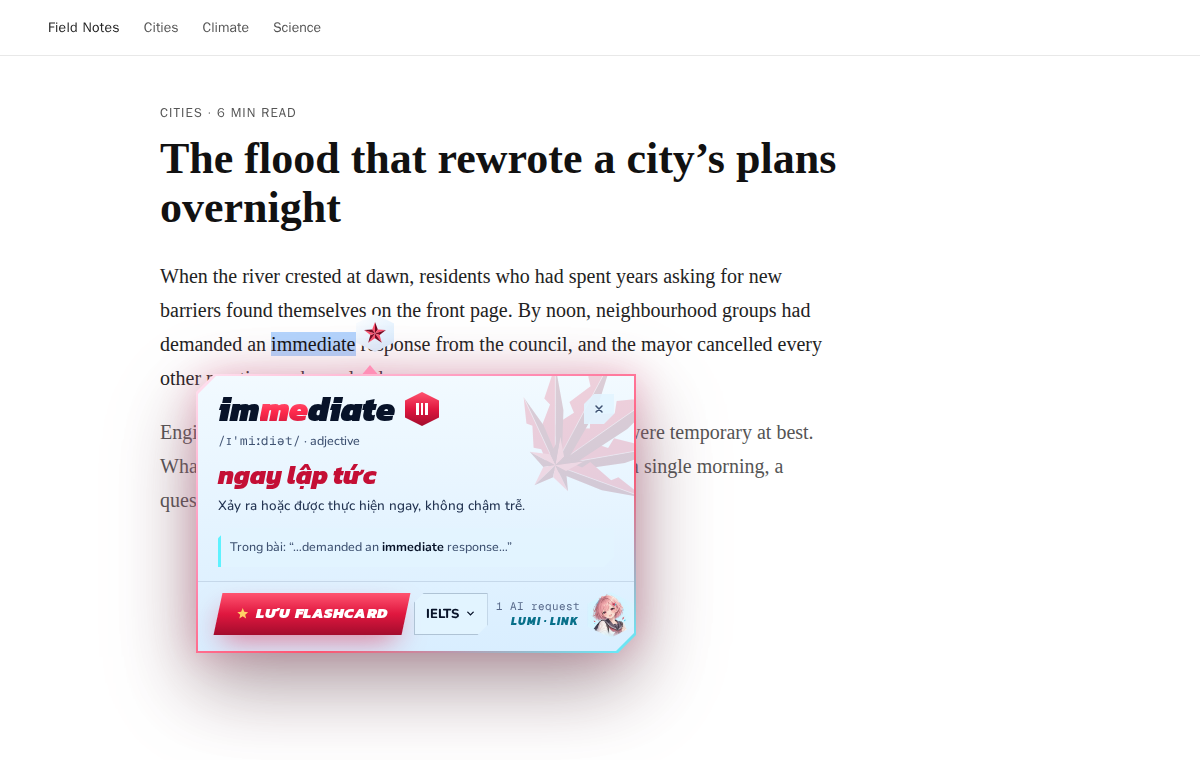 Field Notes Cities Climate Science
CITIES · 6 MIN READ
The flood that rewrote a city’s plans
overnight
When the river crested at dawn, residents who had spent years asking for new
barriers found themselves on the front page. By noon, neighbourhood groups had
demanded an immediate response from the council, and the mayor cancelled every
other
immediate III
/ɪˈmiːdiət/ · adjective
ngay lập tức
Xảy ra hoặc được thực hiện ngay, không chậm trễ.
Trong bài: “…demanded an immediate response…”
were temporary at best.
single morning, a
LƯU FLASHCARD IELTS 1 AI request
LUMI·LINK